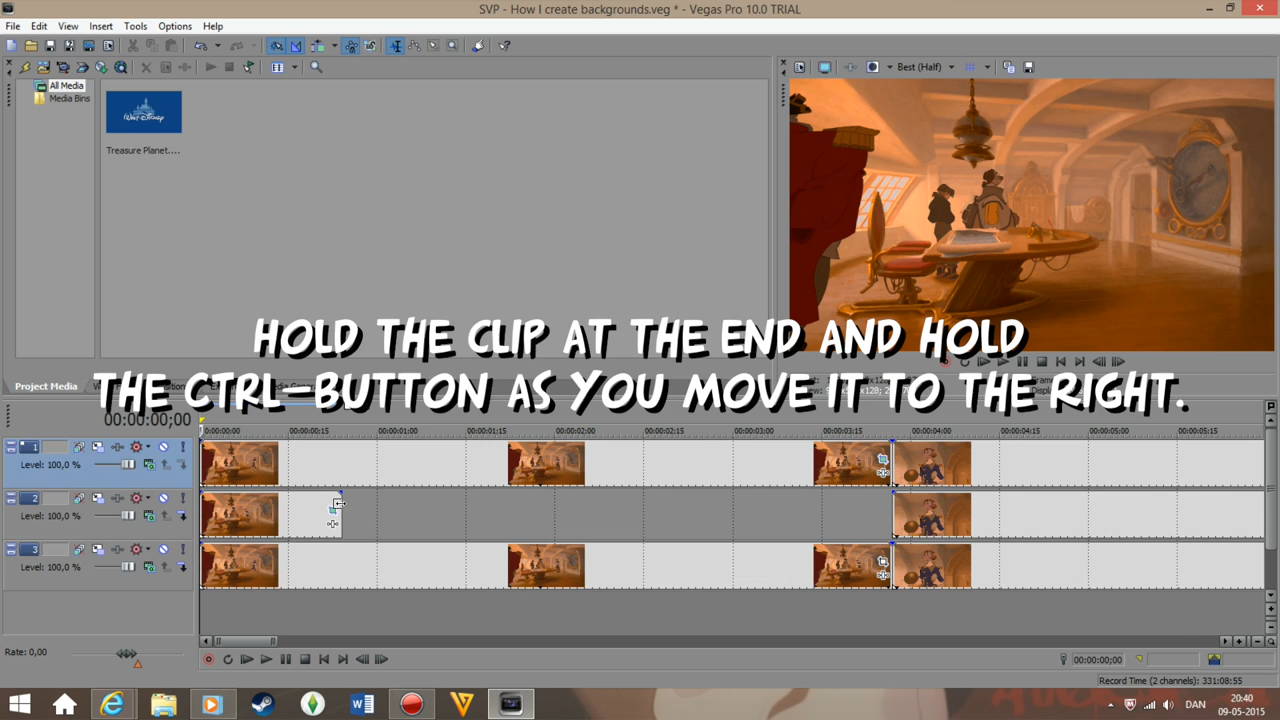 SVP - How I create backgrounds.veg * - Vegas Pro 10.0 TRIAL
File Edit View Insert Tools Options Help
Best (Half)
All Media
Media Bins
WALT DISNEY
Treasure Planet....
HOLD THE CLIP AT THE END AND HOLD
THE CTRL-BUTTON AS YOU MOVE IT TO THE RIGHT.
Project Media
00:00:00;00
00:00:00 00:00:00:15 00:00:01:00 00:00:01:15 00:00:02:00 00:00:02:15 00:00:03:00 00:00:03:15 00:00:04:00 00:00:04:15 00:00:05:00 00:00:05:15
1
Level: 100,0 %
2
Level: 100,0 %
3
Level: 100,0 %
Rate: 0,00
00:00:00;00
Record Time (2 channels): 331:08:55
DAN
20:40
09-05-2015